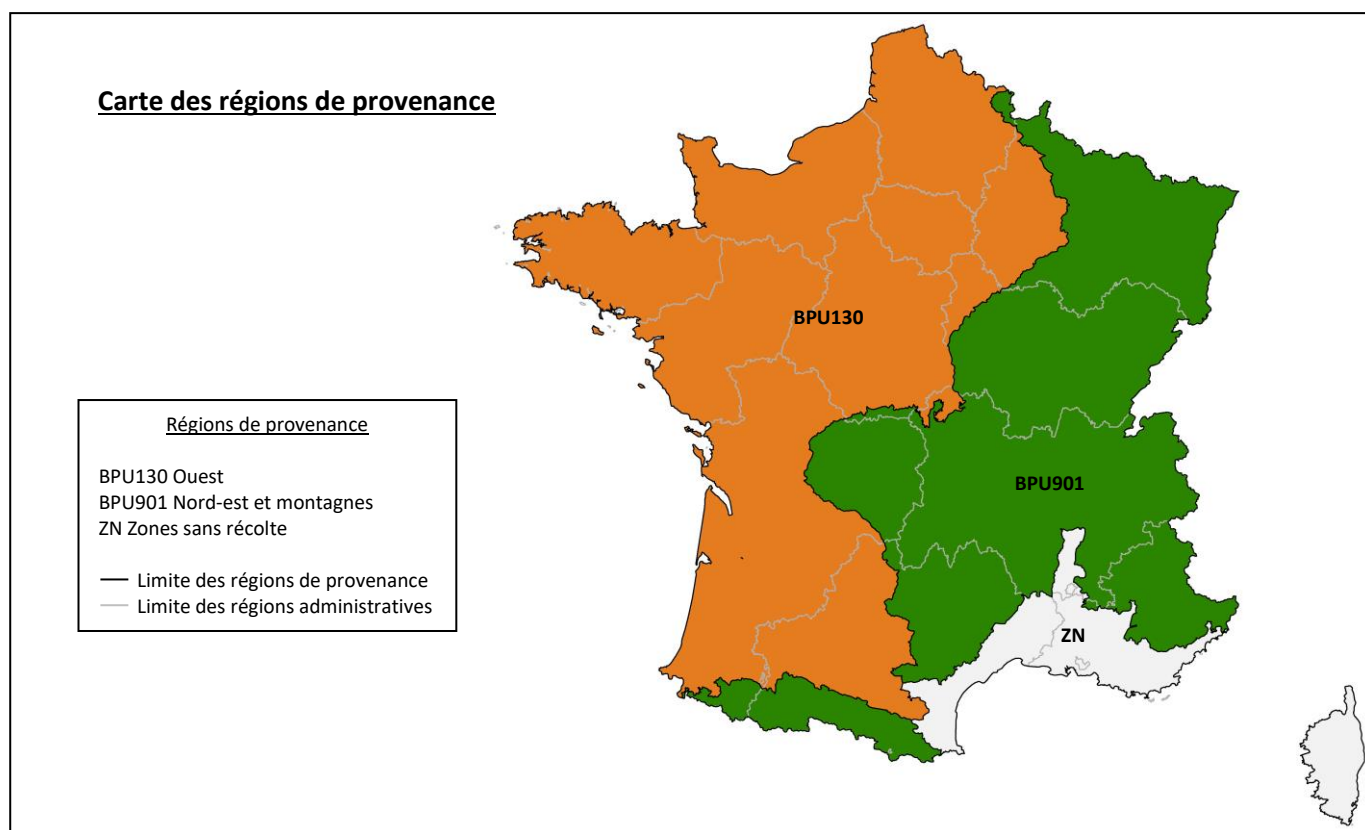 Carte des régions de provenance
BPU130
Régions de provenance
BPU130 Ouest
BPU901 Nord-est et montagnes
ZN Zones sans récolte
Limite des régions de provenance
Limite des régions administratives
BPU901
ZN